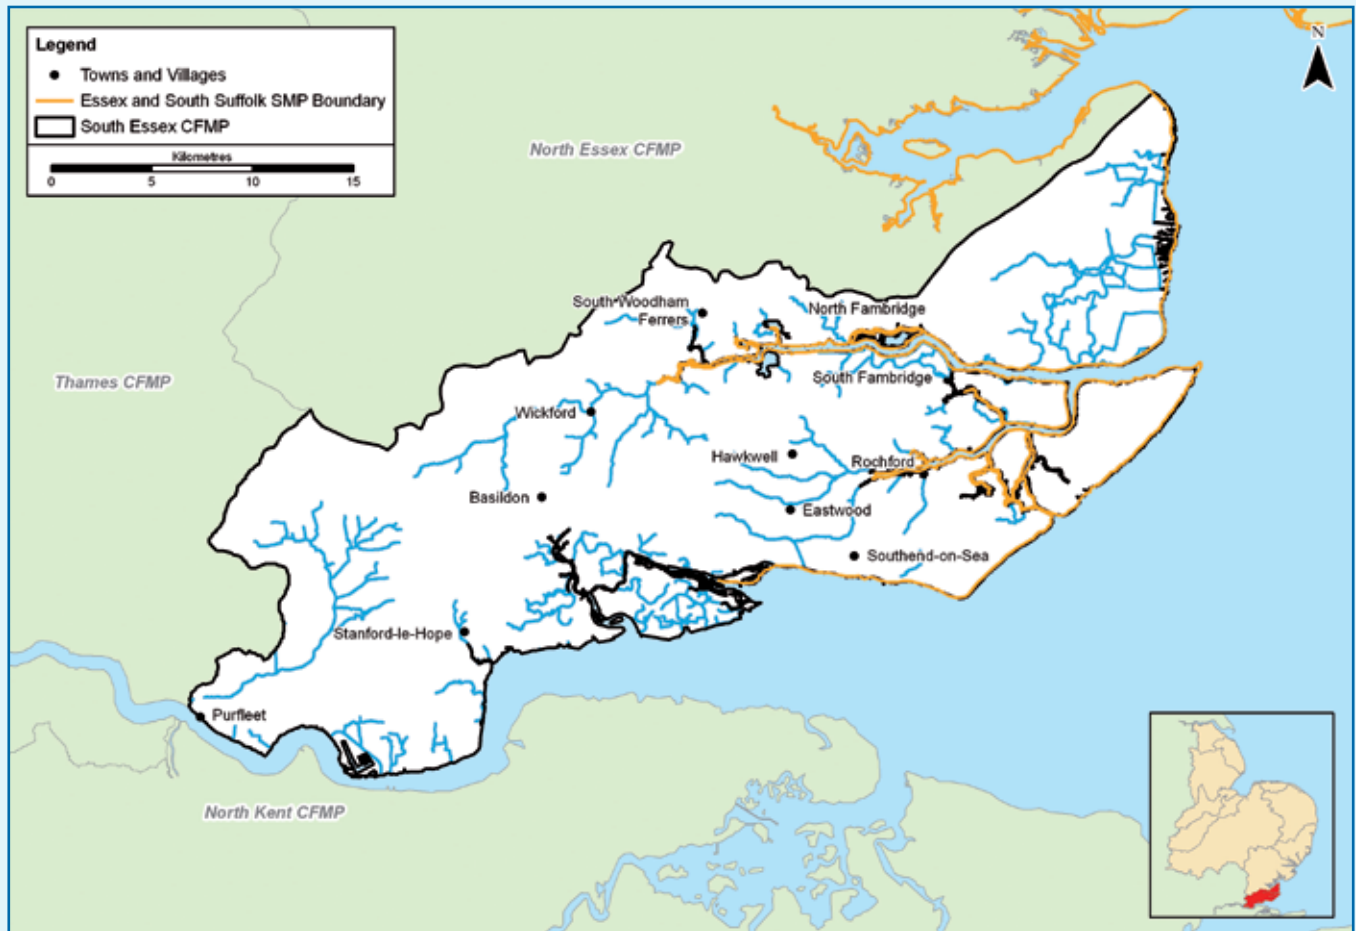 Legend
Towns and Villages
Essex and South Suffolk SMP Boundary
South Essex CFMP
Kilometres
0 5 10 15
N
North Essex CFMP
Thames CFMP
South Woodham
Ferrers
North Fambridge
South Fambridge
Wickford
Hawkwell
Rochford
Basildon
Eastwood
Southend-on-Sea
Stanford-le-Hope
Purfleet
North Kent CFMP